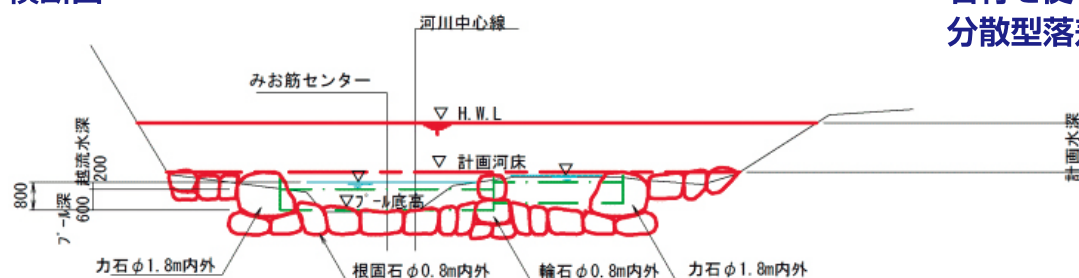 河川中心線
分散型落
みお筋センター
▽ H.W.L
▽ 計画河床
越流水深
200
800
600
プール深
▽プール底高
計画水深
力石φ1.8m内外
根固石φ0.8m内外
輪石φ0.8m内外
力石φ1.8m内外